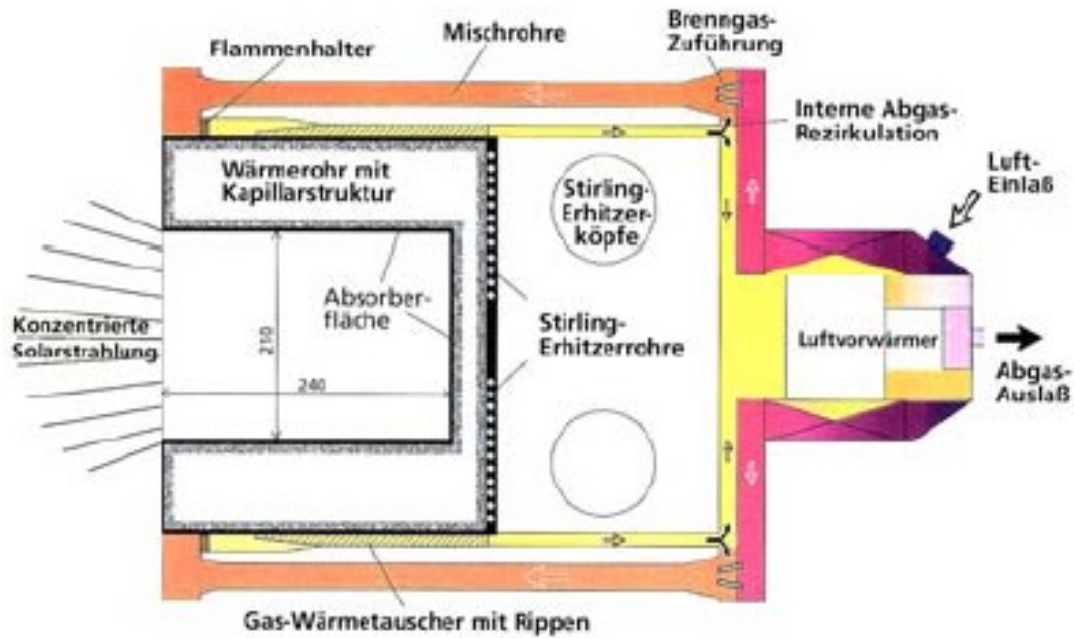 Brenngas-
Zuführung
Mischrohre
Flammenhalter
Interne Abgas-
Rezirkulation
Luft-
Einlaß
Wärmerohr mit
Kapillarstruktur
Stirling-
Erhitzer-
köpfe
Absorber-
fläche
Konzentrierte
Solarstrahlung
210
240
Stirling-
Erhitzerrohre
Luftvorwärmer
Abgas-
Auslaß
Gas-Wärmetauscher mit Rippen